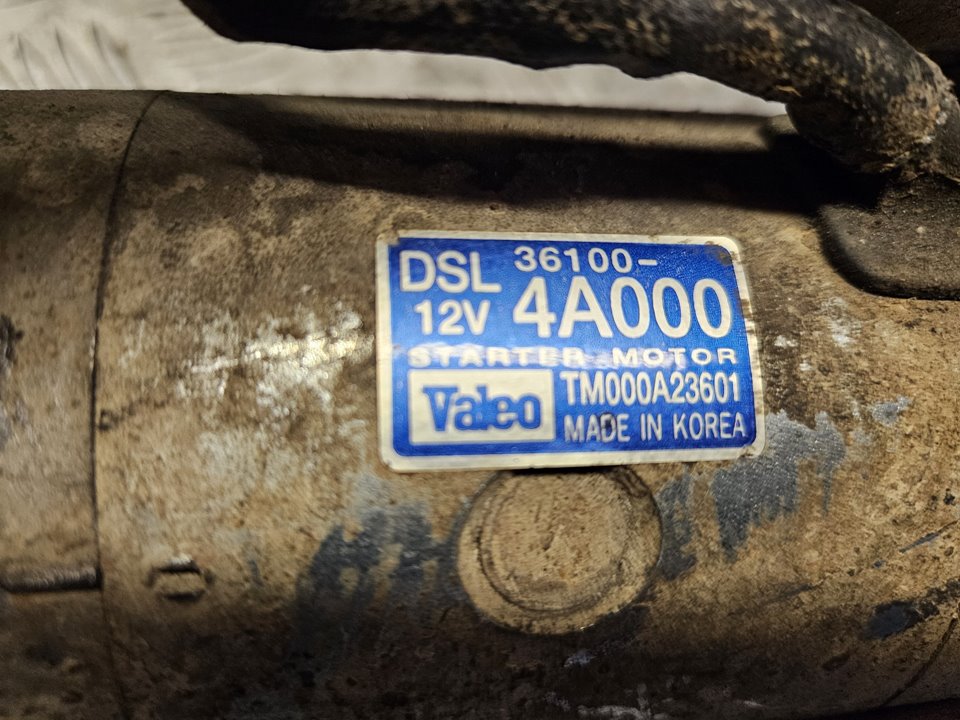 DSL 36100-
12V 4A000
STARTER MOTOR
Valeo TM000A23601
MADE IN KOREA